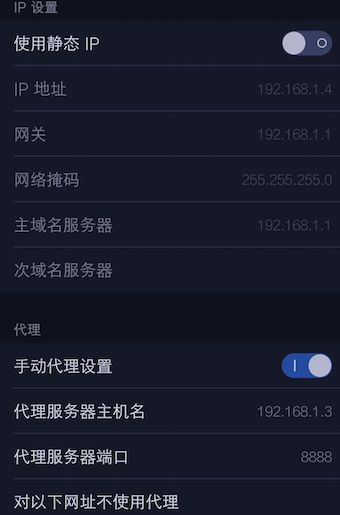 IP 设置
使用静态 IP
IP 地址 192.168.1.4
网关 192.168.1.1
网络掩码 255.255.255.0
主域名服务器 192.168.1.1
次域名服务器
代理
手动代理设置
代理服务器主机名 192.168.1.3
代理服务器端口 8888
对以下网址不使用代理